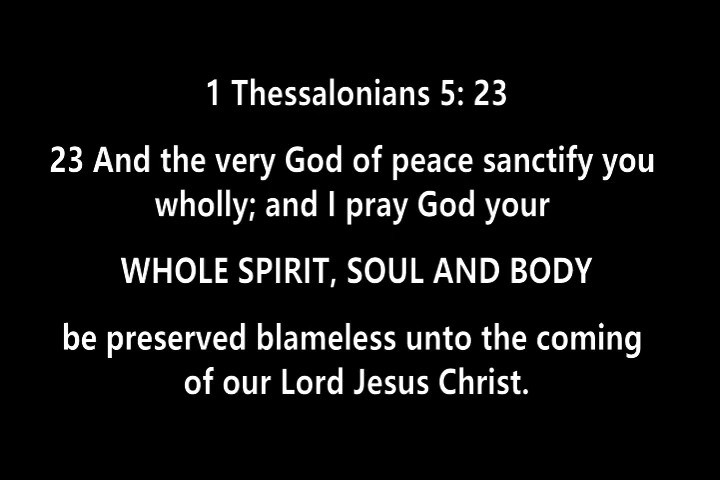 1 Thessalonians 5: 23
23 And the very God of peace sanctify you
wholly; and I pray God your
WHOLE SPIRIT, SOUL AND BODY
be preserved blameless unto the coming
of our Lord Jesus Christ.